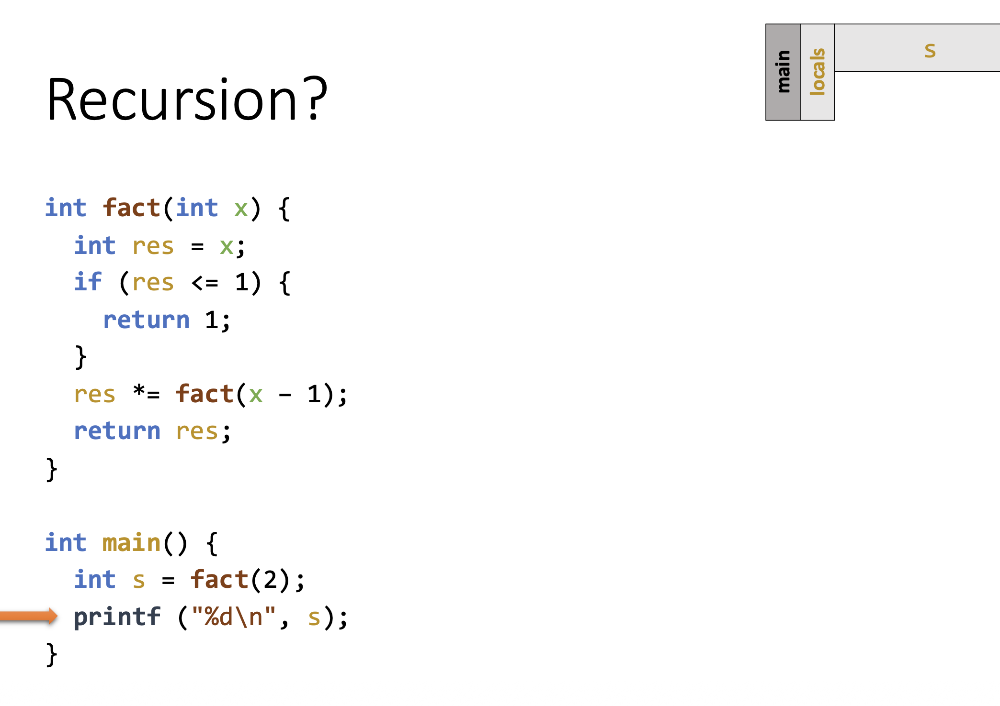 main
locals
s
Recursion?
int fact(int x) {
  int res = x;
  if (res <= 1) {
    return 1;
  }
  res *= fact(x – 1);
  return res;
}
int main() {
  int s = fact(2);
  printf ("%d\n", s);
}